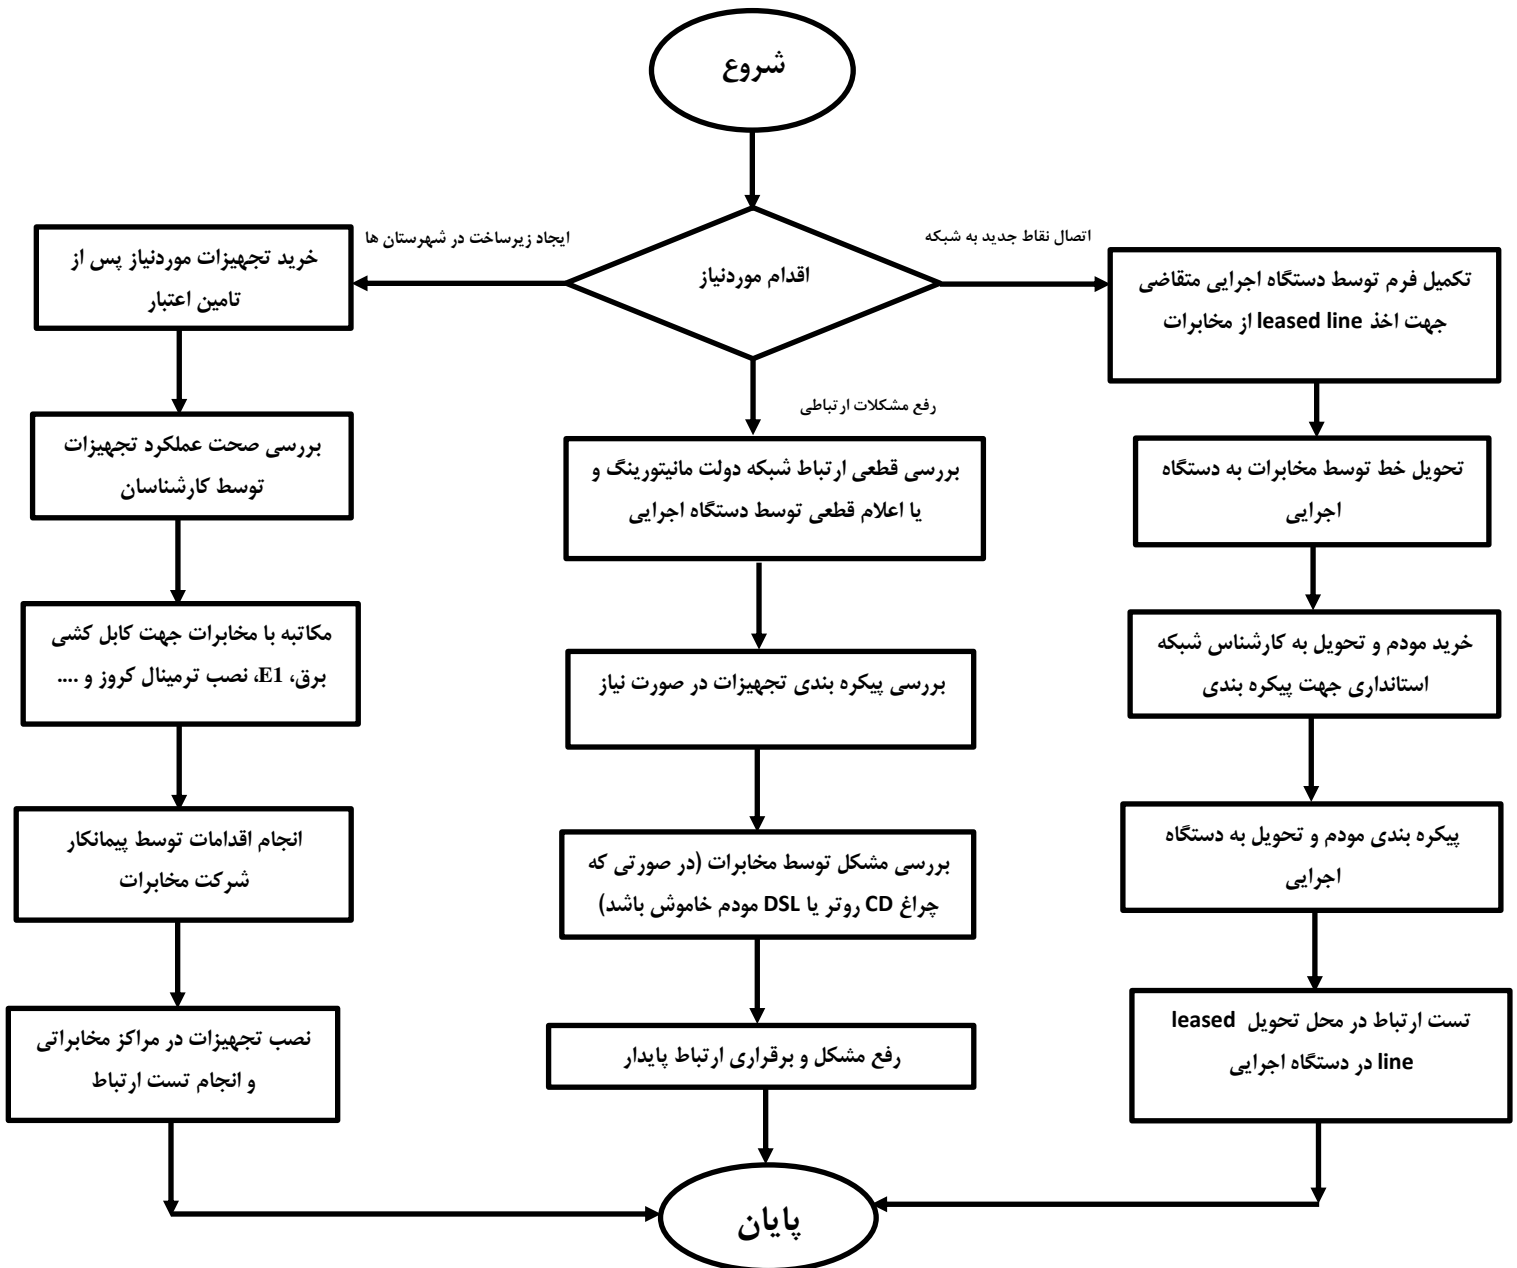 شروع
اقدام موردنیاز
اتصال نقاط جدید به شبکه
تکمیل فرم توسط دستگاه اجرایی متقاضی
جهت اخذ leased line از مخابرات
تحویل خط توسط مخابرات به دستگاه
اجرایی
خرید مودم و تحویل به کارشناس شبکه
استانداری جهت پیکره بندی
پیکره بندی مودم و تحویل به دستگاه
اجرایی
تست ارتباط در محل تحویل leased
line در دستگاه اجرایی
رفع مشکلات ارتباطی
بررسی قطعی ارتباط شبکه دولت مانیتورینگ و
یا اعلام قطعی توسط دستگاه اجرایی
بررسی پیکره بندی تجهیزات در صورت نیاز
بررسی مشکل توسط مخابرات (در صورتی که
چراغ CD روتر یا DSL مودم خاموش باشد)
رفع مشکل و برقراری ارتباط پایدار
ایجاد زیرساخت در شهرستان ها
خرید تجهیزات موردنیاز پس از
تامین اعتبار
بررسی صحت عملکرد تجهیزات
توسط کارشناسان
مکاتبه با مخابرات جهت کابل کشی
برق، E1، نصب ترمینال کروز و ....
انجام اقدامات توسط پیمانکار
شرکت مخابرات
نصب تجهیزات در مراکز مخابراتی
و انجام تست ارتباط
پایان